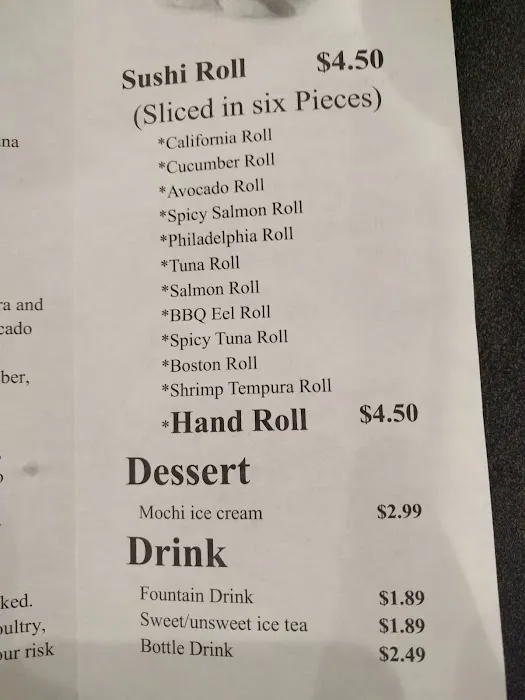 Sushi Roll $4.50
(Sliced in six Pieces)
*California Roll
*Cucumber Roll
*Avocado Roll
*Spicy Salmon Roll
*Philadelphia Roll
*Tuna Roll
*Salmon Roll
*BBQ Eel Roll
*Spicy Tuna Roll
*Boston Roll
*Shrimp Tempura Roll
*Hand Roll $4.50
Dessert
Mochi ice cream $2.99
Drink
Fountain Drink $1.89
Sweet/unsweet ice tea $1.89
Bottle Drink $2.49
na
ra and
cado
ber,
ked.
oultry,
our risk